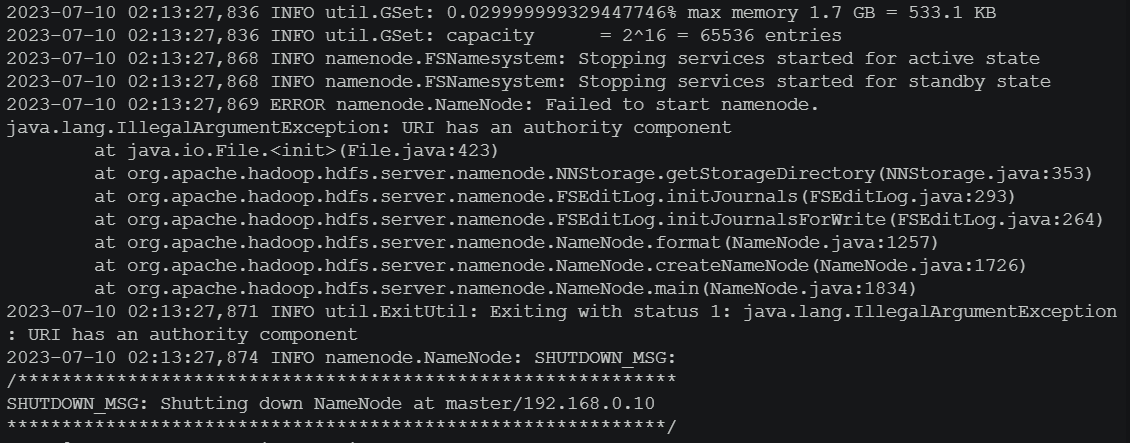 2023-07-10 02:13:27,836 INFO util.GSet: 0.029999999329447746% max memory 1.7 GB = 533.1 KB
2023-07-10 02:13:27,836 INFO util.GSet: capacity      = 2^16 = 65536 entries
2023-07-10 02:13:27,868 INFO namenode.FSNamesystem: Stopping services started for active state
2023-07-10 02:13:27,868 INFO namenode.FSNamesystem: Stopping services started for standby state
2023-07-10 02:13:27,869 ERROR namenode.NameNode: Failed to start namenode.
java.lang.IllegalArgumentException: URI has an authority component
        at java.io.File.<init>(File.java:423)
        at org.apache.hadoop.hdfs.server.namenode.NNStorage.getStorageDirectory(NNStorage.java:353)
        at org.apache.hadoop.hdfs.server.namenode.FSEditLog.initJournals(FSEditLog.java:293)
        at org.apache.hadoop.hdfs.server.namenode.FSEditLog.initJournalsForWrite(FSEditLog.java:264)
        at org.apache.hadoop.hdfs.server.namenode.NameNode.format(NameNode.java:1257)
        at org.apache.hadoop.hdfs.server.namenode.NameNode.createNameNode(NameNode.java:1726)
        at org.apache.hadoop.hdfs.server.namenode.NameNode.main(NameNode.java:1834)
2023-07-10 02:13:27,871 INFO util.ExitUtil: Exiting with status 1: java.lang.IllegalArgumentException
: URI has an authority component
2023-07-10 02:13:27,874 INFO namenode.NameNode: SHUTDOWN_MSG:
/************************************************************
SHUTDOWN_MSG: Shutting down NameNode at master/192.168.0.10
************************************************************/